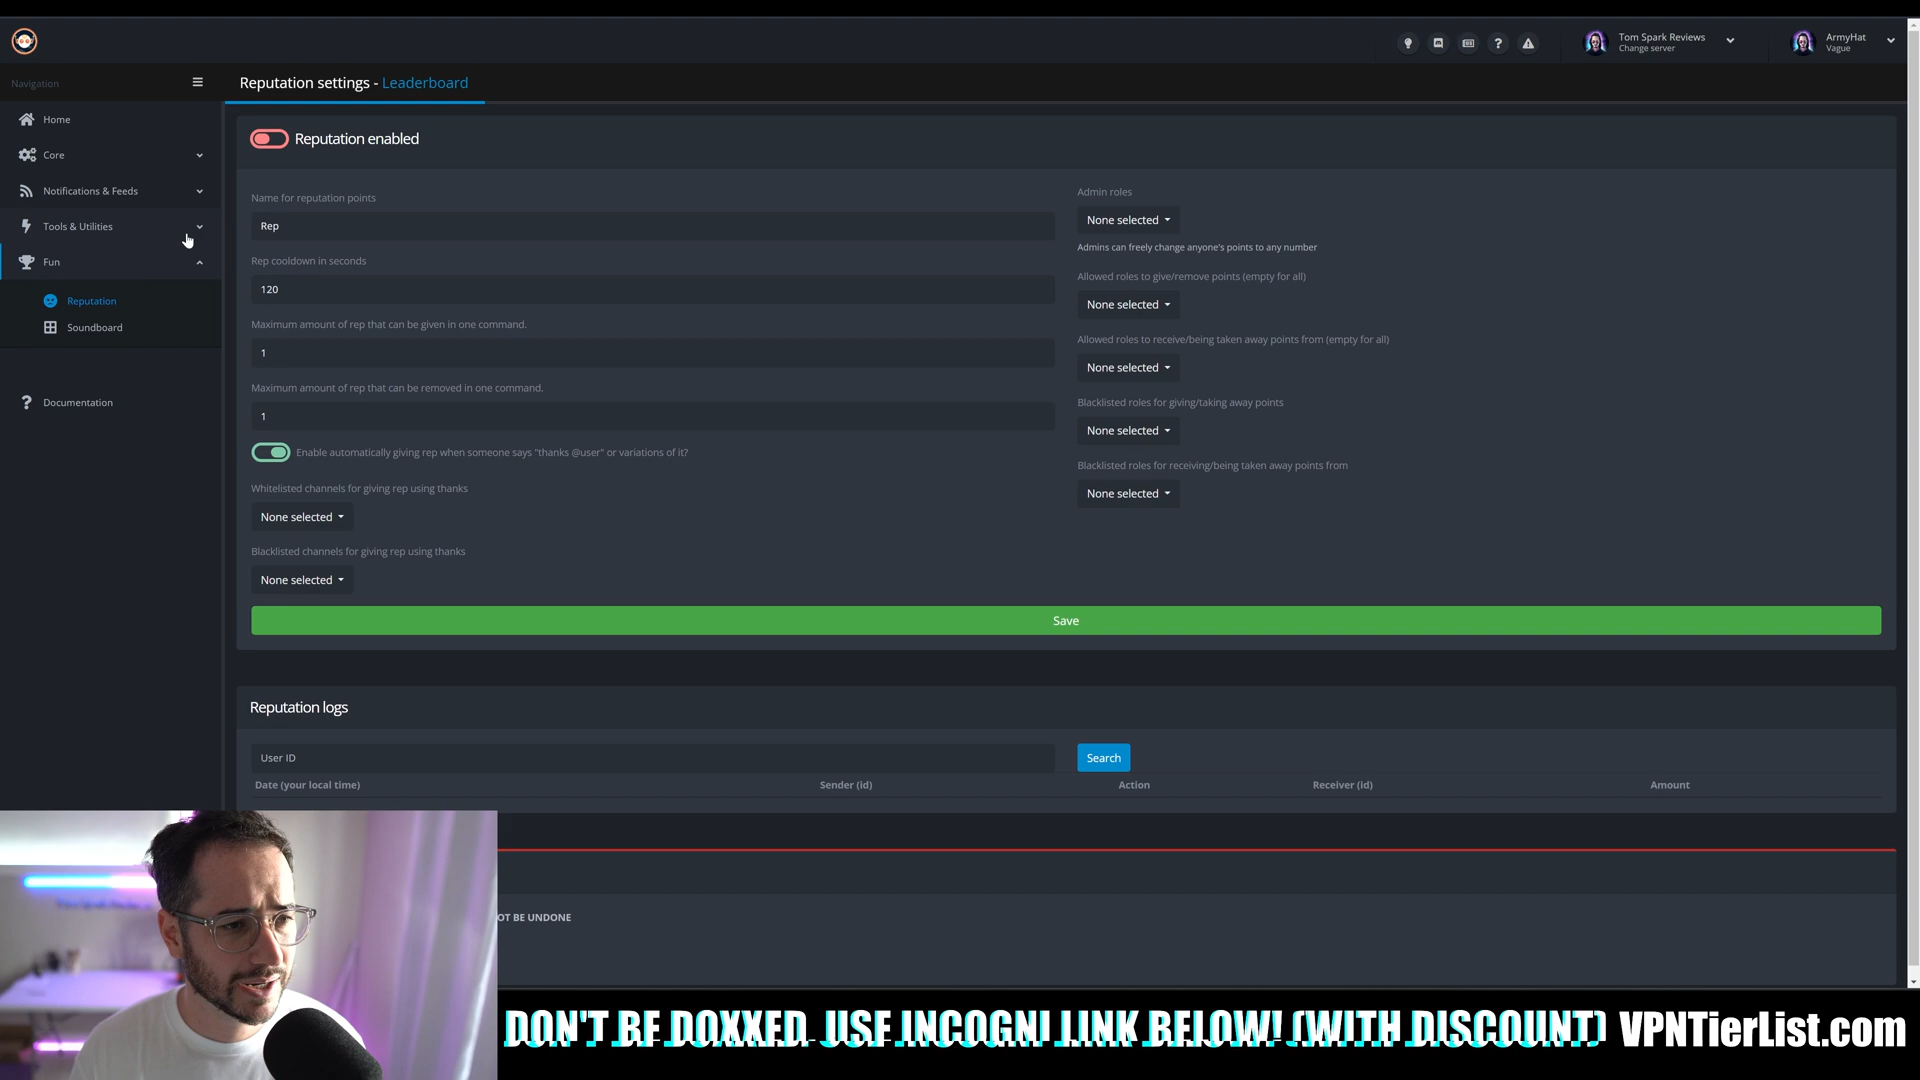 Tom Spark Reviews
Change server
ArmyHat
Vague
Navigation
Reputation settings - Leaderboard
Home
Core
Notifications & Feeds
Tools & Utilities
Fun
Reputation
Soundboard
Documentation
Reputation enabled
Name for reputation points
Rep
Rep cooldown in seconds
120
Maximum amount of rep that can be given in one command.
1
Maximum amount of rep that can be removed in one command.
1
Enable automatically giving rep when someone says "thanks @user" or variations of it?
Whitelisted channels for giving rep using thanks
None selected
Blacklisted channels for giving rep using thanks
None selected
Admin roles
None selected
Admins can freely change anyone's points to any number
Allowed roles to give/remove points (empty for all)
None selected
Allowed roles to receive/being taken away points from (empty for all)
None selected
Blacklisted roles for giving/taking away points
None selected
Blacklisted roles for receiving/being taken away points from
None selected
Save
Reputation logs
User ID
Search
Date (your local time) Sender (id) Action Receiver (id) Amount
OT BE UNDONE
DON'T BE DOXXED. USE INCOGNI LINK BELOW! (WITH DISCOUNT) VPNTierList.com